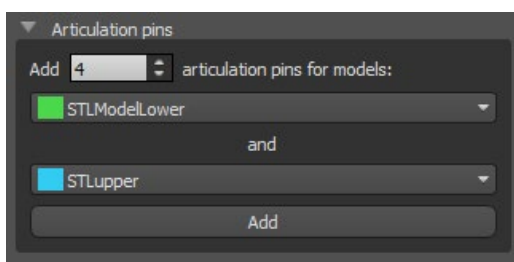 Articulation pins
Add 4 articulation pins for models:
STLModelLower
and
STLupper
Add